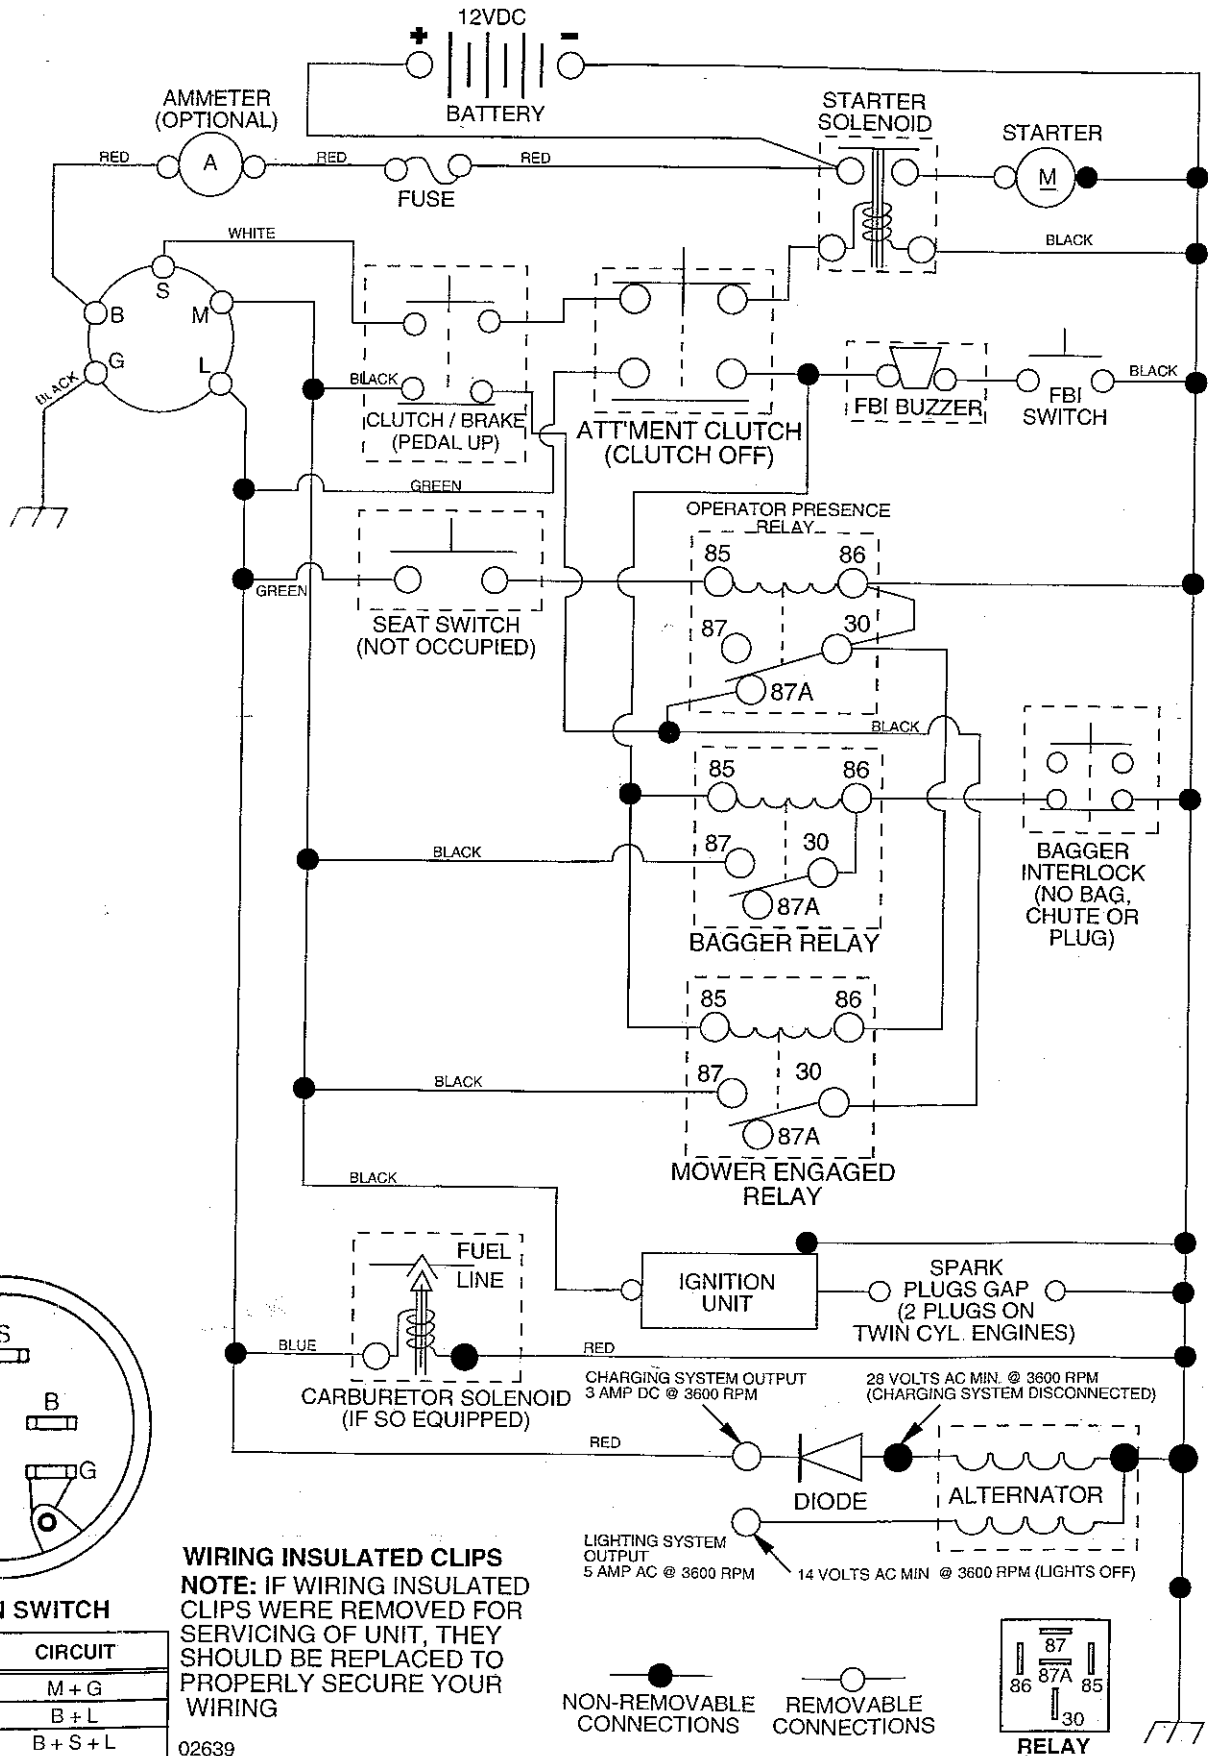 12VDC
+
-
BATTERY
AMMETER
(OPTIONAL)
STARTER
SOLENOID
STARTER
RED
A
RED
FUSE
RED
M
WHITE
BLACK
S
B
M
G
L
BLACK
BLACK
CLUTCH / BRAKE
(PEDAL UP)
ATT'MENT CLUTCH
(CLUTCH OFF)
FBI BUZZER
FBI
SWITCH
BLACK
GREEN
OPERATOR PRESENCE
RELAY
85
86
GREEN
SEAT SWITCH
(NOT OCCUPIED)
87
30
87A
BLACK
85
86
BLACK
87
30
87A
BAGGER RELAY
BAGGER
INTERLOCK
(NO BAG,
CHUTE OR
PLUG)
85
86
BLACK
87
30
87A
MOWER ENGAGED
RELAY
BLACK
FUEL
LINE
IGNITION
UNIT
SPARK
PLUGS GAP
(2 PLUGS ON
TWIN CYL. ENGINES)
BLUE
RED
CARBURETOR SOLENOID
(IF SO EQUIPPED)
CHARGING SYSTEM OUTPUT
3 AMP DC @ 3600 RPM
28 VOLTS AC MIN. @ 3600 RPM
(CHARGING SYSTEM DISCONNECTED)
RED
DIODE
ALTERNATOR
LIGHTING SYSTEM
OUTPUT
5 AMP AC @ 3600 RPM
14 VOLTS AC MIN @ 3600 RPM (LIGHTS OFF)
S
B
G
N SWITCH
CIRCUIT
M + G
B + L
B + S + L
WIRING INSULATED CLIPS
NOTE: IF WIRING INSULATED
CLIPS WERE REMOVED FOR
SERVICING OF UNIT, THEY
SHOULD BE REPLACED TO
PROPERLY SECURE YOUR
WIRING
02639
NON-REMOVABLE
CONNECTIONS
REMOVABLE
CONNECTIONS
87
87A
86
85
30
RELAY